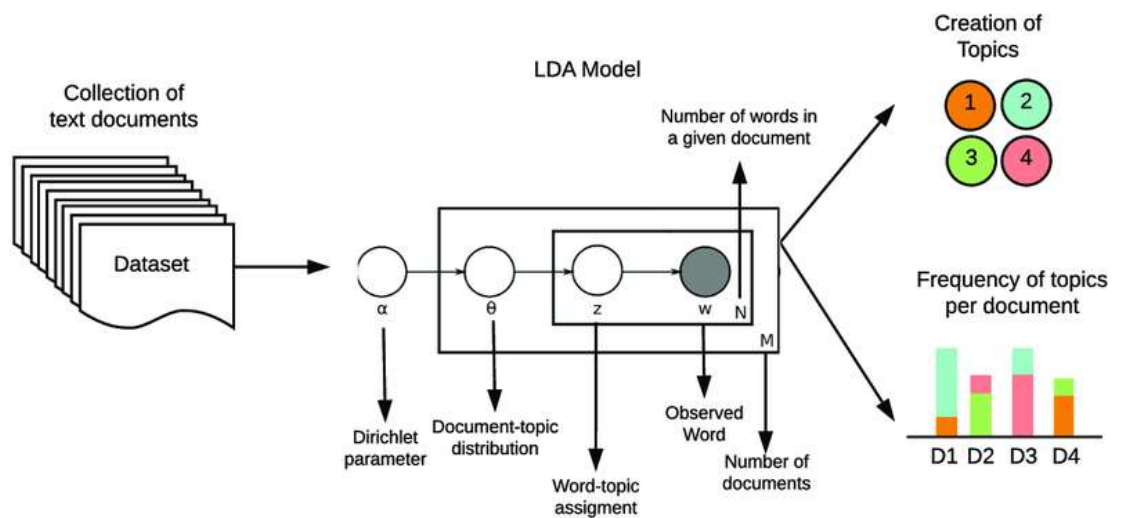 Collection of
text documents
Dataset
LDA Model
Number of words in
a given document
α
θ
z
w
N
M
Dirichlet
parameter
Document-topic
distribution
Word-topic
assigment
Observed
Word
Number of
documents
Creation of
Topics
1
2
3
4
Frequency of topics
per document
D1 D2 D3 D4